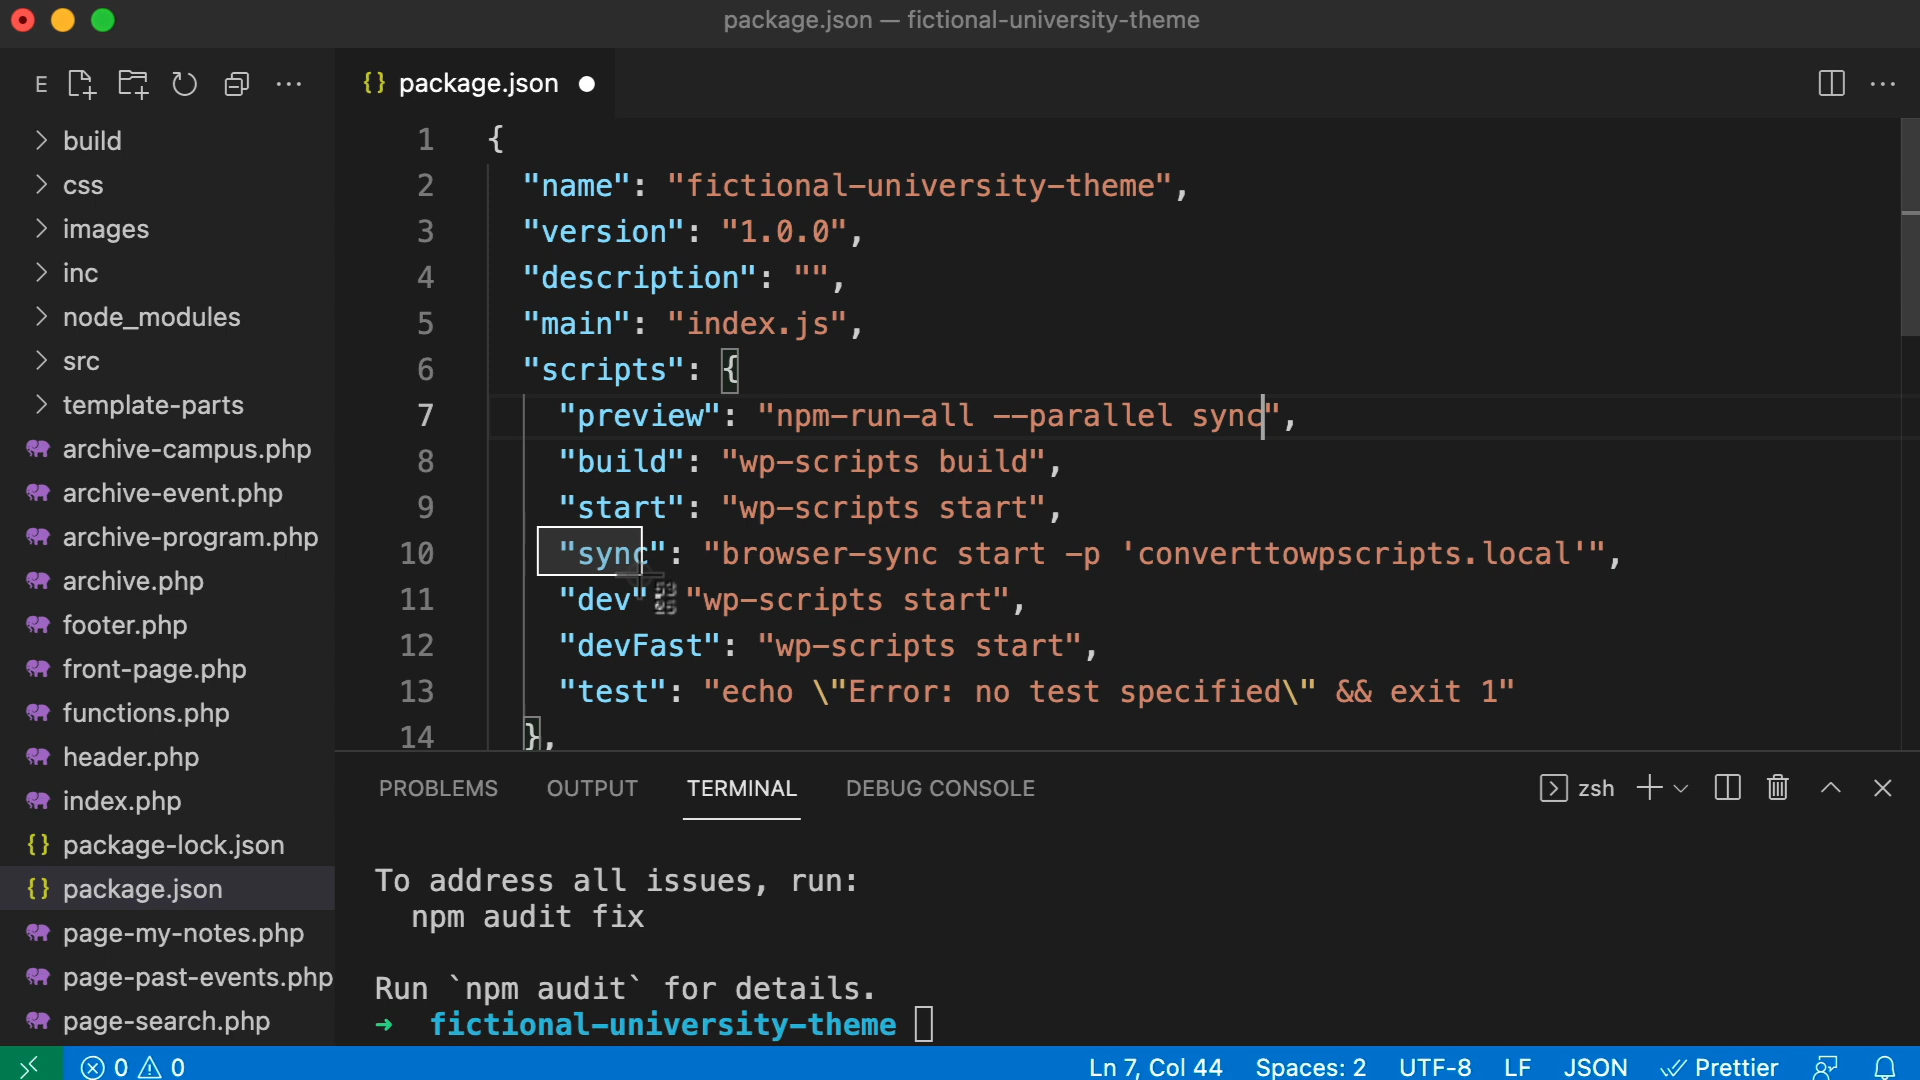 package.json — fictional-university-theme
E
package.json
build
css
images
inc
node_modules
src
template-parts
archive-campus.php
archive-event.php
archive-program.php
archive.php
footer.php
front-page.php
functions.php
header.php
index.php
package-lock.json
package.json
page-my-notes.php
page-past-events.php
page-search.php
1 {
2 "name": "fictional-university-theme",
3 "version": "1.0.0",
4 "description": "",
5 "main": "index.js",
6 "scripts": {
7 "preview": "npm-run-all --parallel sync",
8 "build": "wp-scripts build",
9 "start": "wp-scripts start",
10 "sync": "browser-sync start -p 'converttowpscripts.local'",
11 "dev": "wp-scripts start",
12 "devFast": "wp-scripts start",
13 "test": "echo \"Error: no test specified\" && exit 1"
14 },
PROBLEMS OUTPUT TERMINAL DEBUG CONSOLE zsh
To address all issues, run:
npm audit fix
Run `npm audit` for details.
➜ fictional-university-theme
0 0 Ln 7, Col 44 Spaces: 2 UTF-8 LF JSON Prettier